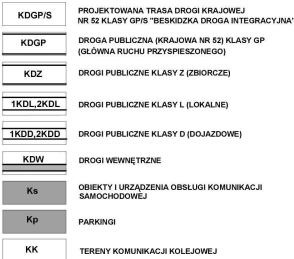 KDGP/S
PROJEKTOWANA TRASA DROGI KRAJOWEJ
NR 52 KLASY GP/S "BESKIDZKA DROGA INTEGRACYJNA"
KDGP
DROGA PUBLICZNA (KRAJOWA NR 52) KLASY GP
(GŁÓWNA RUCHU PRZYSPIESZONEGO)
KDZ
DROGI PUBLICZNE KLASY Z (ZBIORCZE)
1KDL,2KDL
DROGI PUBLICZNE KLASY L (LOKALNE)
1KDD,2KDD
DROGI PUBLICZNE KLASY D (DOJAZDOWE)
KDW
DROGI WEWNĘTRZNE
Ks
OBIEKTY I URZĄDZENIA OBSŁUGI KOMUNIKACJI
SAMOCHODOWEJ
Kp
PARKINGI
KK
TERENY KOMUNIKACJI KOLEJOWEJ